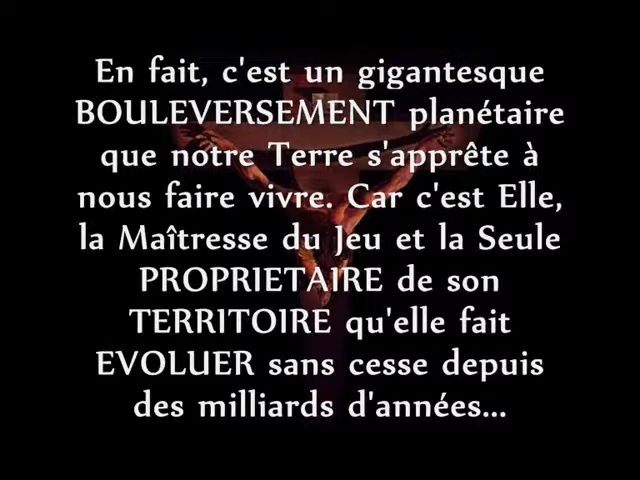 En fait, c'est un gigantesque
BOULEVERSEMENT planétaire
que notre Terre s'apprête à
nous faire vivre. Car c'est Elle,
la Maîtresse du Jeu et la Seule
PROPRIETAIRE de son
TERRITOIRE qu'elle fait
EVOLUER sans cesse depuis
des milliards d'années...